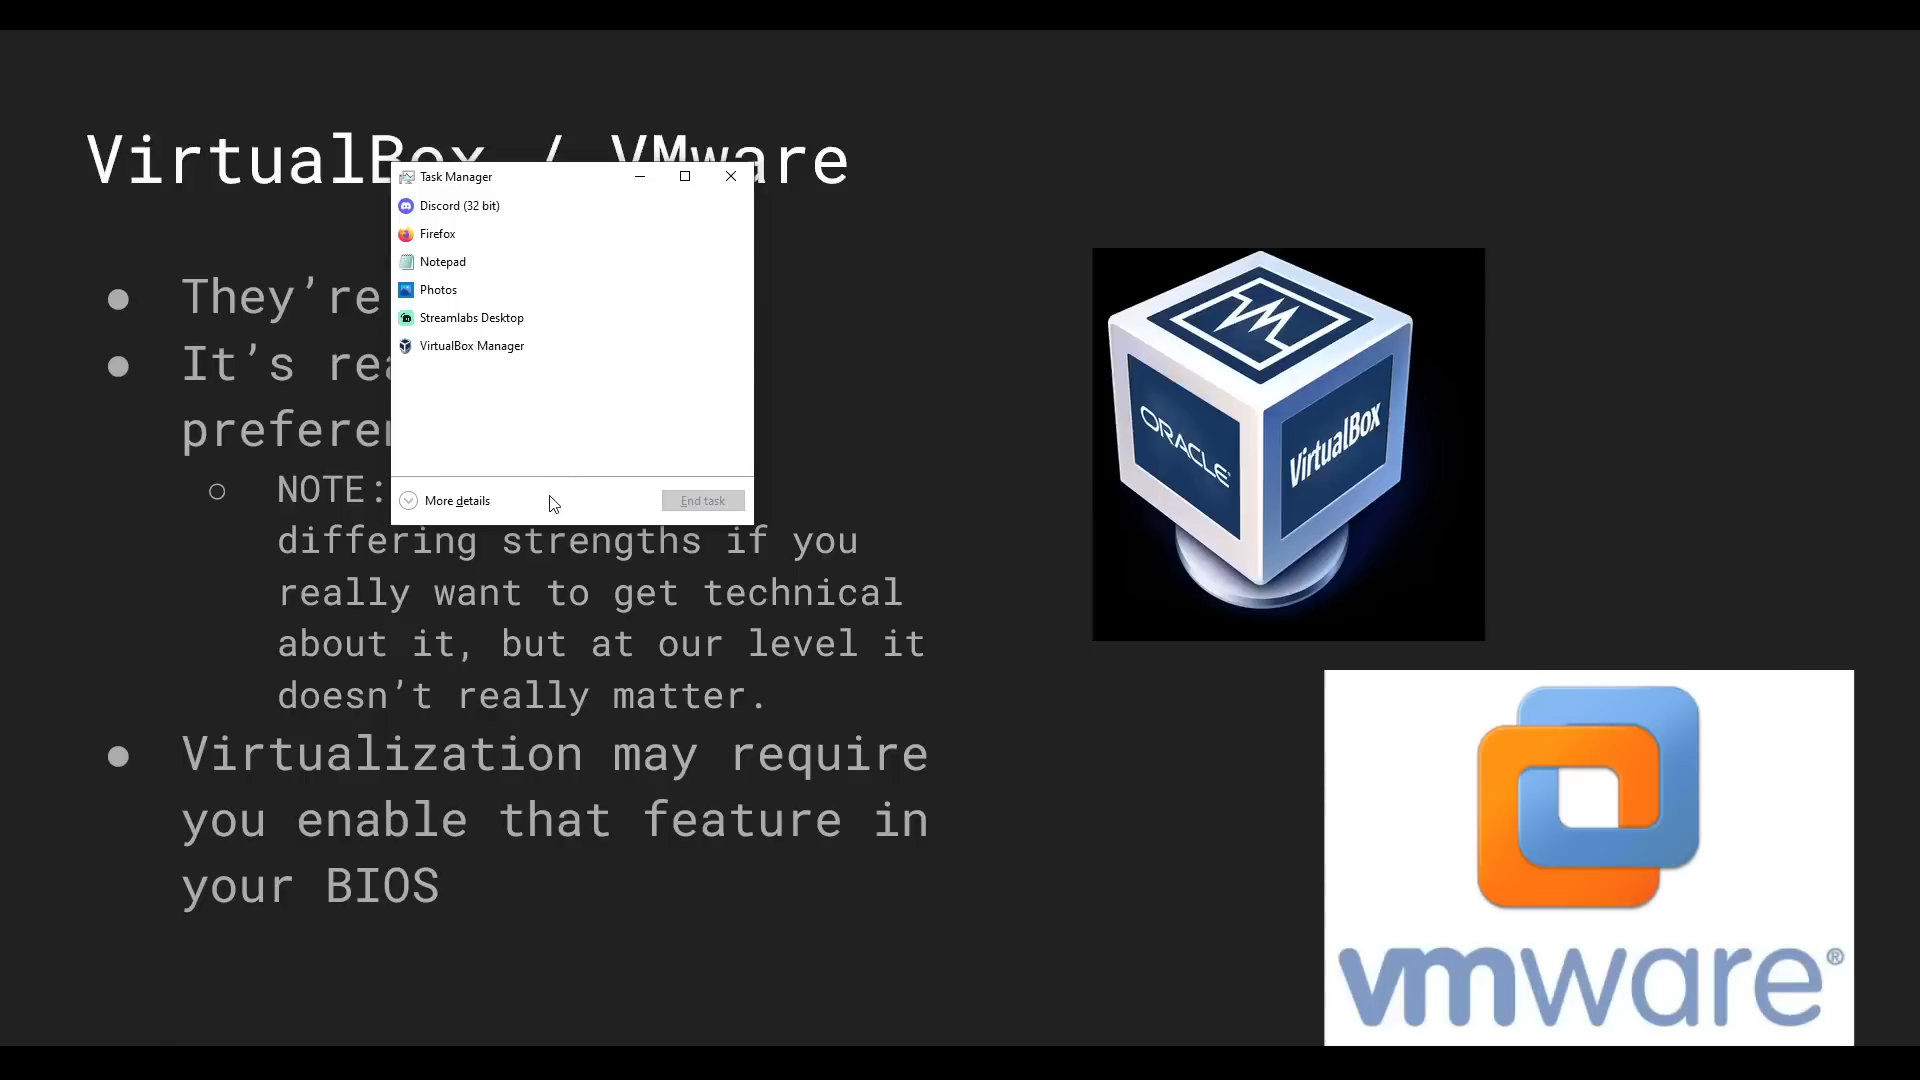 VirtualBox / VMware
Task Manager
Discord (32 bit)
Firefox
Notepad
Photos
Streamlabs Desktop
VirtualBox Manager
More details
End task
They’re
It’s
NOTE:
differing strengths if you
really want to get technical
about it, but at our level it
doesn’t really matter.
Virtualization may require
you enable that feature in
your BIOS
ORACLE
VirtualBox
vmware®